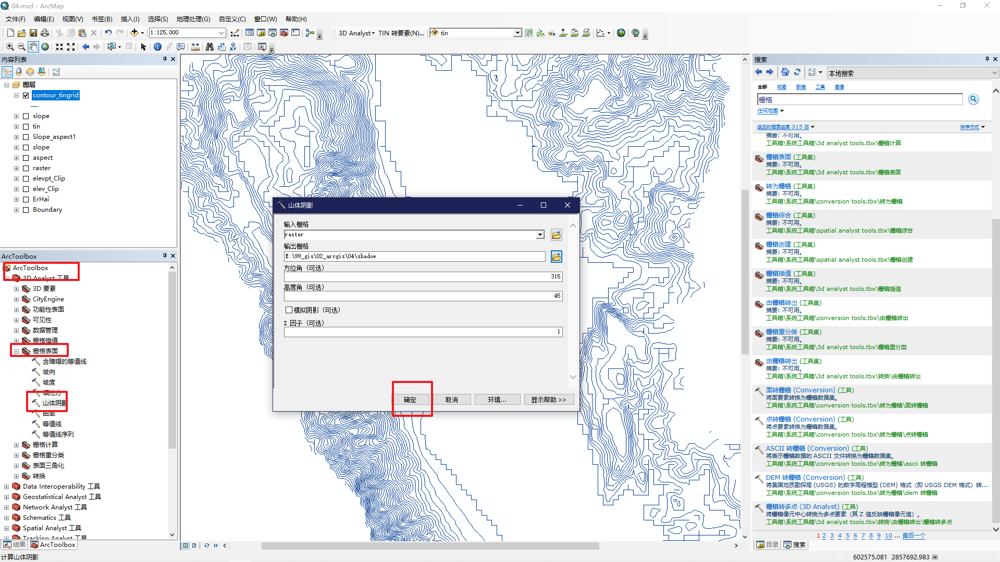 04.mxd - ArcMap
文件(F) 编辑(E) 视图(V) 书签(B) 插入(I) 选择(S) 地理处理(G) 自定义(C) 窗口(W) 帮助(H)
1:125,000
3D Analyst TIN 转要素(N)... tin
内容列表
图层
contour_tingrid
slope
tin
Slope_aspect1
slope
aspect
raster
elevpt_Clip
elev_Clip
ErHai
Boundary
ArcToolbox
ArcToolbox
3D Analyst 工具
3D 要素
CityEngine
功能性表面
可见性
数据管理
栅格插值
栅格表面
含障碍的等值线
坡向
坡度
填挖方
山体阴影
曲率
等值线
等值线序列
栅格计算
栅格重分类
表面三角化
转换
Data Interoperability 工具
Geostatistical Analyst 工具
Network Analyst 工具
Schematics 工具
Spatial Analyst 工具
Tracking Analyst 工具
结果 ArcToolbox
计算山体阴影
山体阴影
输入栅格
raster
输出栅格
E:\99_gis\02_arcgis\04\shadow
方位角 (可选)
315
高度角 (可选)
45
模拟阴影 (可选)
Z 因子 (可选)
1
确定 取消 环境... 显示帮助 >>
搜索
本地搜索
全部 地图 数据 工具 图像
栅格
任何范围
返回的搜索结果 315 项 排序方式
摘要: 不可用。
工具箱\系统工具箱\3d analyst tools.tbx\栅格计算
栅格表面 (工具集)
摘要: 不可用。
工具箱\系统工具箱\3d analyst tools.tbx\栅格表面
转为栅格 (工具集)
摘要: 不可用。
工具箱\系统工具箱\conversion tools.tbx\转为栅格
栅格综合 (工具集)
摘要: 不可用。
工具箱\系统工具箱\spatial analyst tools.tbx\栅格综合
栅格创建 (工具集)
摘要: 不可用。
工具箱\系统工具箱\spatial analyst tools.tbx\栅格创建
栅格插值 (工具集)
摘要: 不可用。
工具箱\系统工具箱\3d analyst tools.tbx\栅格插值
由栅格转出 (工具集)
摘要: 不可用。
工具箱\系统工具箱\conversion tools.tbx\由栅格转出
栅格重分类 (工具集)
摘要: 不可用。
工具箱\系统工具箱\3d analyst tools.tbx\栅格重分类
由栅格转出 (工具集)
摘要: 不可用。
工具箱\系统工具箱\3d analyst tools.tbx\转换\由栅格转出
面转栅格 (Conversion) (工具)
将面要素转换为栅格数据集。
工具箱\系统工具箱\conversion tools.tbx\转为栅格\面转栅格
点转栅格 (Conversion) (工具)
将点要素转换为栅格数据集。
工具箱\系统工具箱\conversion tools.tbx\转为栅格\点转栅格
ASCII 转栅格 (Conversion) (工具)
将表示栅格数据的 ASCII 文件转换为栅格数据集。
工具箱\系统工具箱\conversion tools.tbx\转为栅格\ascii 转栅格
DEM 转栅格 (Conversion) (工具)
将美国地质勘探局 (USGS) 的数字高程模型 (DEM) 格式（即 USGS DEM 格式）转...
工具箱\系统工具箱\conversion tools.tbx\转为栅格\dem 转栅格
栅格转多点 (3D Analyst) (工具)
将栅格像元中心转换为多点要素（其 Z 值反映栅格像元值）。
工具箱\系统工具箱\3d analyst tools.tbx\转换\由栅格转出\栅格转多点
1 2 3 4 5 6 7 8 9 10 ... 最后一个
目录 搜索
602575.081 2857692.983 米